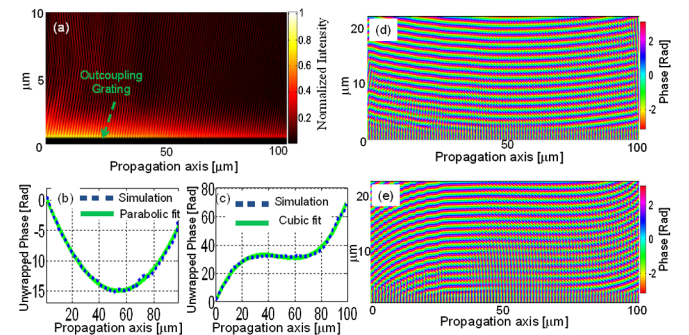 (a)
Outcoupling
Grating
10
5
0
μm
0
50
100
Propagation axis [μm]
1
0.8
0.6
0.4
0.2
Normalized Intensity
(d)
20
10
0
μm
0
50
100
Propagation axis [μm]
2
0
-2
Phase [Rad]
(b)
Simulation
Parabolic fit
0
-5
-10
15
Unwrapped Phase [Rad]
0 20 40 60 80
Propagation axis [μm]
(c)
Simulation
Cubic fit
80
60
40
20
0
Unwrapped Phase [Rad]
0 20 40 60 80 100
Propagation axis [μm]
(e)
20
10
0
μm
0
50
100
Propagation axis [μm]
2
0
-2
Phase [Rad]